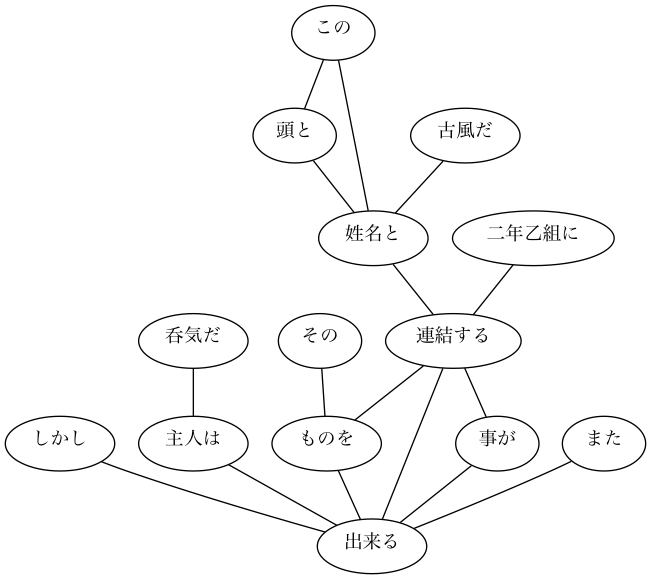 この
頭と
古風だ
姓名と
二年乙組に
呑気だ
その
連結する
しかし
主人は
ものを
事が
また
出来る